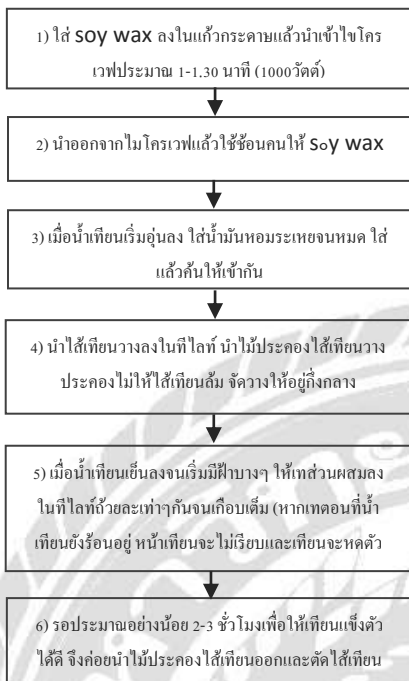 1) ใส่ soy wax ลงในแก้วกระดาษแล้วนำเข้าไขโคร
เวฟประมาณ 1-1.30 นาที (1000วัตต์)
2) นำออกจากไมโครเวฟแล้วใช้ช้อนคนให้ Soy wax
3) เมื่อน้ำเทียนเริ่มอุ่นลง ใส่น้ำมันหอมระเหยจนหมด ใส่
แล้วค้นให้เข้ากัน
4) นำไส้เทียนวางลงในทีไลท์ นำไม้ประคองไส้เทียนวาง
ประคองไม่ให้ไส้เทียนล้ม จัดวางให้อยู่กึ่งกลาง
5) เมื่อน้ำเทียนเย็นลงจนเริ่มมีฝ้าบางๆ ให้เทส่วนผสมลง
ในทีไลท์ถ้วยละเท่าๆกันจนเกือบเต็ม (หากเทตอนที่น้ำ
เทียนยังร้อนอยู่ หน้าเทียนจะไม่เรียบและเทียนจะหดตัว
6) รอประมาณอย่างน้อย 2-3 ชั่วโมงเพื่อให้เทียนแข็งตัว
ได้ดี จึงค่อยนำไม้ประคองไส้เทียนออกและตัดไส้เทียน